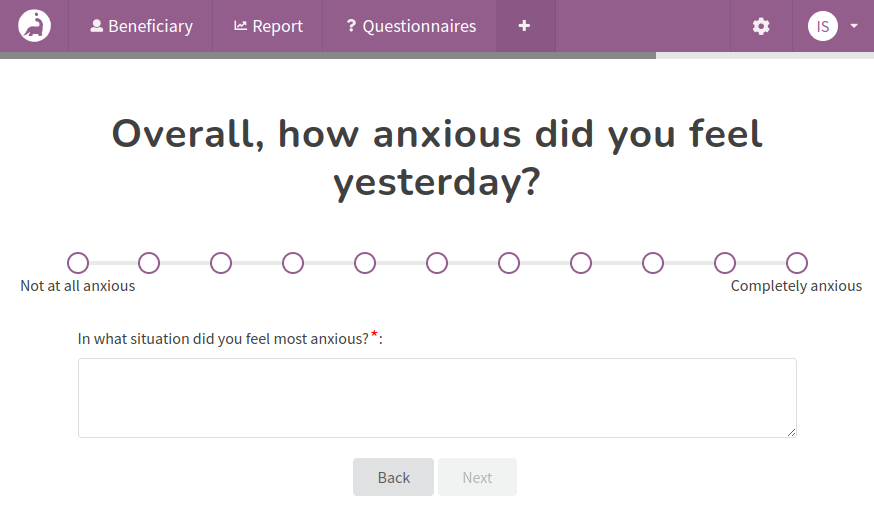 Beneficiary Report ? Questionnaires + IS
Overall, how anxious did you feel
yesterday?
Not at all anxious Completely anxious
In what situation did you feel most anxious?*:
Back Next